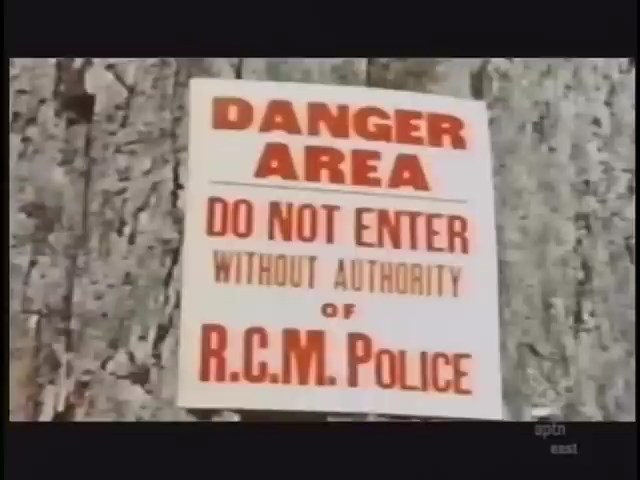 DANGER
AREA
DO NOT ENTER
WITHOUT AUTHORITY
OF
R.C.M. POLICE
aptn
east